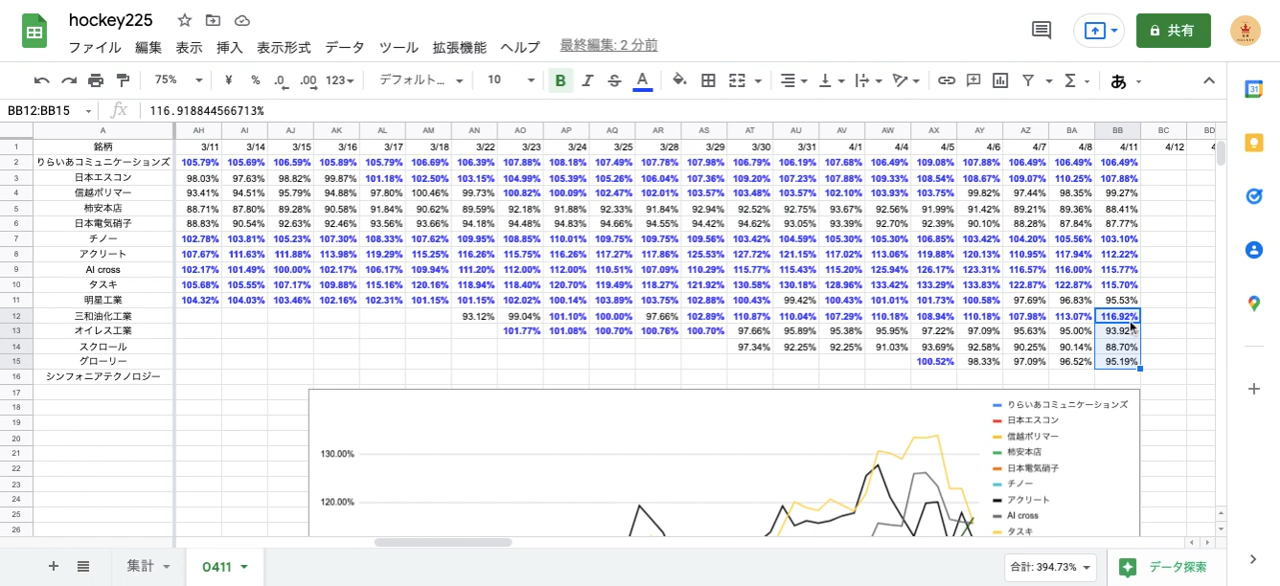 hockey225
ファイル 編集 表示 挿入 表示形式 データ ツール 拡張機能 ヘルプ 最終編集: 2 分前
共有
75% ¥ % .0 .00 123 デフォルト... 10 B I S A Σ あ
31
BB12:BB15 fx 116.918844566713%
A AH AI AJ AK AL AM AN AO AP AQ AR AS AT AU AV AW AX AY AZ BA BB BC BD
1 銘柄 3/11 3/14 3/15 3/16 3/17 3/18 3/22 3/23 3/24 3/25 3/28 3/29 3/30 3/31 4/1 4/4 4/5 4/6 4/7 4/8 4/11 4/12
2 りらいあコミュニケーションズ 105.79% 105.69% 106.59% 105.89% 105.79% 106.69% 106.39% 107.88% 108.18% 107.49% 107.78% 107.98% 106.79% 106.19% 107.68% 106.49% 109.08% 107.88% 106.49% 106.49% 106.49%
3 日本エスコン 98.03% 97.63% 98.82% 99.87% 101.18% 102.50% 103.15% 104.99% 105.39% 105.26% 106.04% 107.36% 109.20% 107.23% 107.88% 109.33% 108.54% 108.67% 109.07% 110.25% 107.88%
4 信越ポリマー 93.41% 94.51% 95.79% 94.88% 97.80% 100.46% 99.73% 100.82% 100.09% 102.47% 102.01% 103.57% 103.48% 103.57% 102.10% 103.93% 103.75% 99.82% 97.44% 98.35% 99.27%
5 柿安本店 88.71% 87.80% 89.28% 90.58% 91.84% 90.62% 89.59% 92.18% 91.88% 92.33% 91.84% 92.94% 92.52% 92.75% 93.67% 92.56% 91.99% 91.42% 89.21% 89.36% 88.41%
6 日本電気硝子 88.83% 90.54% 92.63% 92.46% 93.56% 93.66% 94.18% 94.48% 94.83% 94.66% 94.55% 94.42% 94.62% 93.05% 93.39% 92.70% 92.39% 90.10% 88.28% 87.84% 87.77%
7 チノー 102.78% 103.81% 105.23% 107.30% 108.33% 107.62% 109.95% 108.85% 110.01% 109.75% 109.75% 109.56% 103.42% 104.59% 105.30% 105.30% 106.85% 103.42% 104.20% 105.56% 103.10%
8 アクリート 107.67% 111.63% 111.88% 113.98% 119.29% 115.25% 116.26% 115.75% 116.26% 117.27% 117.86% 125.53% 127.72% 121.15% 117.02% 113.06% 119.88% 120.13% 110.95% 117.94% 112.22%
9 AI cross 102.17% 101.49% 100.00% 102.17% 106.17% 109.94% 111.20% 112.00% 112.00% 110.51% 107.09% 110.29% 115.77% 115.43% 115.20% 125.94% 126.17% 123.31% 116.57% 116.00% 115.77%
10 タスキ 105.68% 105.55% 107.17% 109.88% 115.16% 120.16% 118.94% 118.40% 120.70% 119.49% 118.27% 121.92% 130.58% 130.18% 128.96% 133.42% 133.29% 133.83% 122.87% 122.87% 115.70%
11 明星工業 104.32% 104.03% 103.46% 102.16% 102.31% 101.15% 101.15% 102.02% 100.14% 103.89% 103.75% 102.88% 100.43% 99.42% 100.43% 101.01% 101.73% 100.58% 97.69% 96.83% 95.53%
12 三和油化工業 93.12% 99.04% 101.10% 100.00% 97.66% 102.89% 110.87% 110.04% 107.29% 110.18% 108.94% 110.18% 107.98% 113.07% 116.92%
13 オイレス工業 101.77% 101.08% 100.70% 100.76% 100.70% 97.66% 95.89% 95.38% 95.95% 97.22% 97.09% 95.63% 95.00% 93.92%
14 スクロール 97.34% 92.25% 92.25% 91.03% 93.69% 92.58% 90.25% 90.14% 88.70%
15 グローリー 100.52% 98.33% 97.09% 96.52% 95.19%
16 シンフォニアテクノロジー
17
18
19
20
21
22
23
24
25
26
130.00%
120.00%
りらいあコミュニケーションズ
日本エスコン
信越ポリマー
柿安本店
日本電気硝子
チノー
アクリート
AI cross
タスキ
集計 0411 合計: 394.73% データ探索